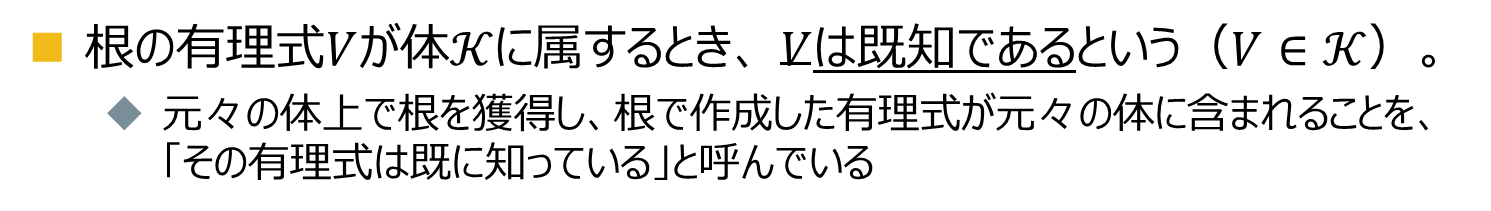 根の有理式𝑉が体𝒦に属するとき、𝑉は既知であるという（𝑉 ∈ 𝒦）。
元々の体上で根を獲得し、根で作成した有理式が元々の体に含まれることを、
「その有理式は既に知っている」と呼んでいる